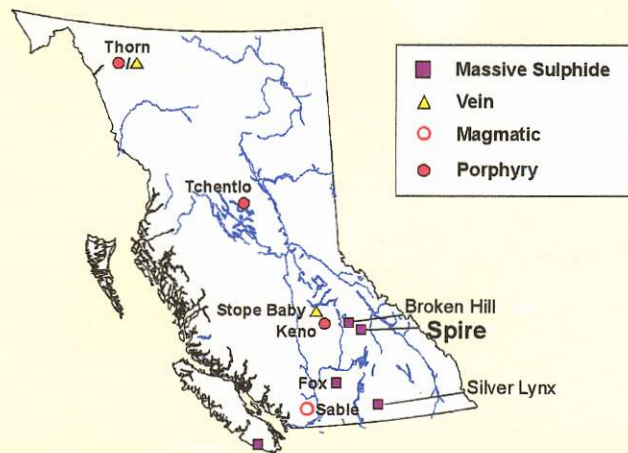 Thorn
/
Massive Sulphide
Vein
Magmatic
Porphyry
Tchentlo
Stope Baby
Keno
Broken Hill
Spire
Fox
Sable
Silver Lynx